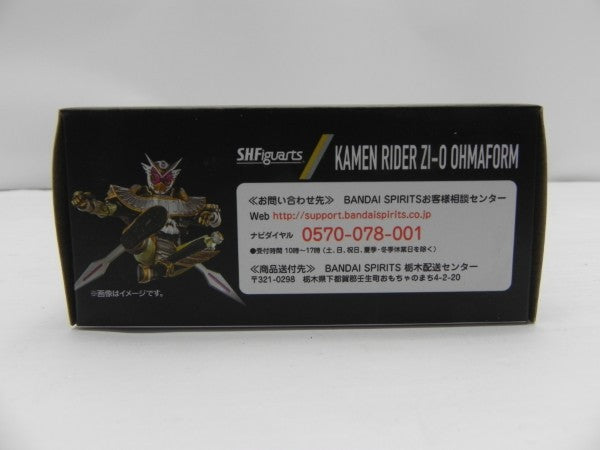 S.H.Figuarts KAMEN RIDER ZI-O OHMAFORM
≪お問い合わせ先≫ BANDAI SPIRITSお客様相談センター
Web http://support.bandaispirits.co.jp
ナビダイヤル 0570-078-001
●受付時間 10時〜17時(土、日、祝日、夏季・冬季休業日を除く)
≪商品送付先≫ BANDAI SPIRITS 栃木配送センター
〒321-0298 栃木県下都賀郡壬生町おもちゃのまち4-2-20
※画像はイメージです。